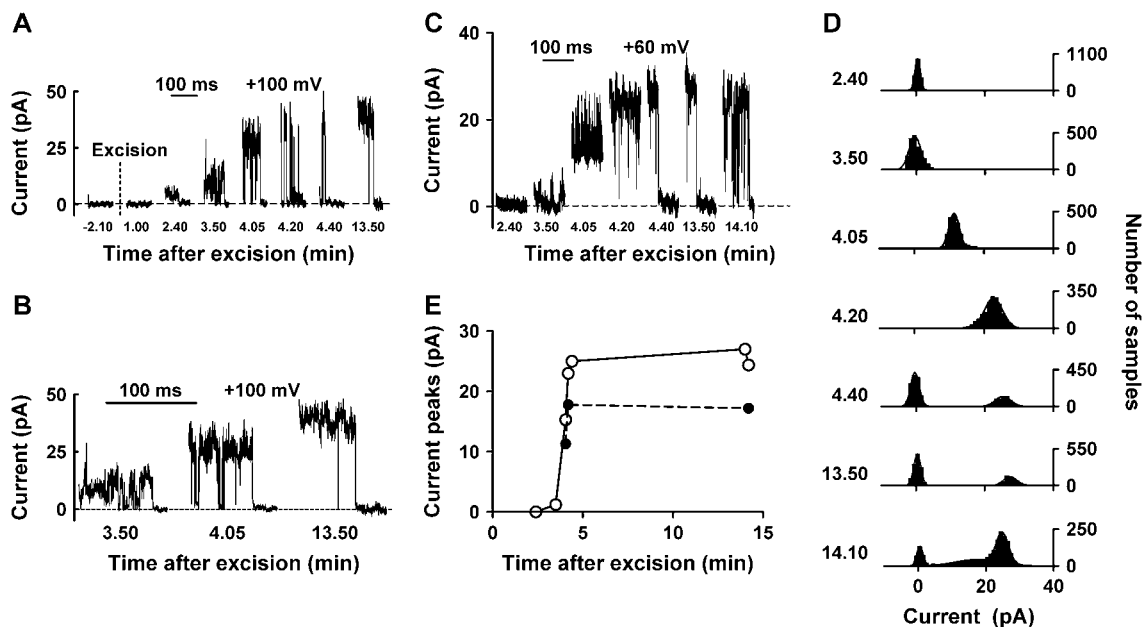 A
Current (pA)
50
25
0
Excision
100 ms
+100 mV
-2.10 1.00 2.40 3.50 4.05 4.20 4.40 13.50
Time after excision (min)
B
Current (pA)
50
25
0
100 ms
+100 mV
3.50 4.05 13.50
Time after excision (min)
C
Current (pA)
40
20
0
100 ms
+60 mV
2.40 3.50 4.05 4.20 4.40 13.50 14.10
Time after excision (min)
E
Current peaks (pA)
30
20
10
0
0 5 10 15
Time after excision (min)
D
2.40
1100
0
3.50
500
0
4.05
500
0
4.20
350
0
4.40
450
0
13.50
550
0
14.10
250
0
0 20 40
Current (pA)
Number of samples